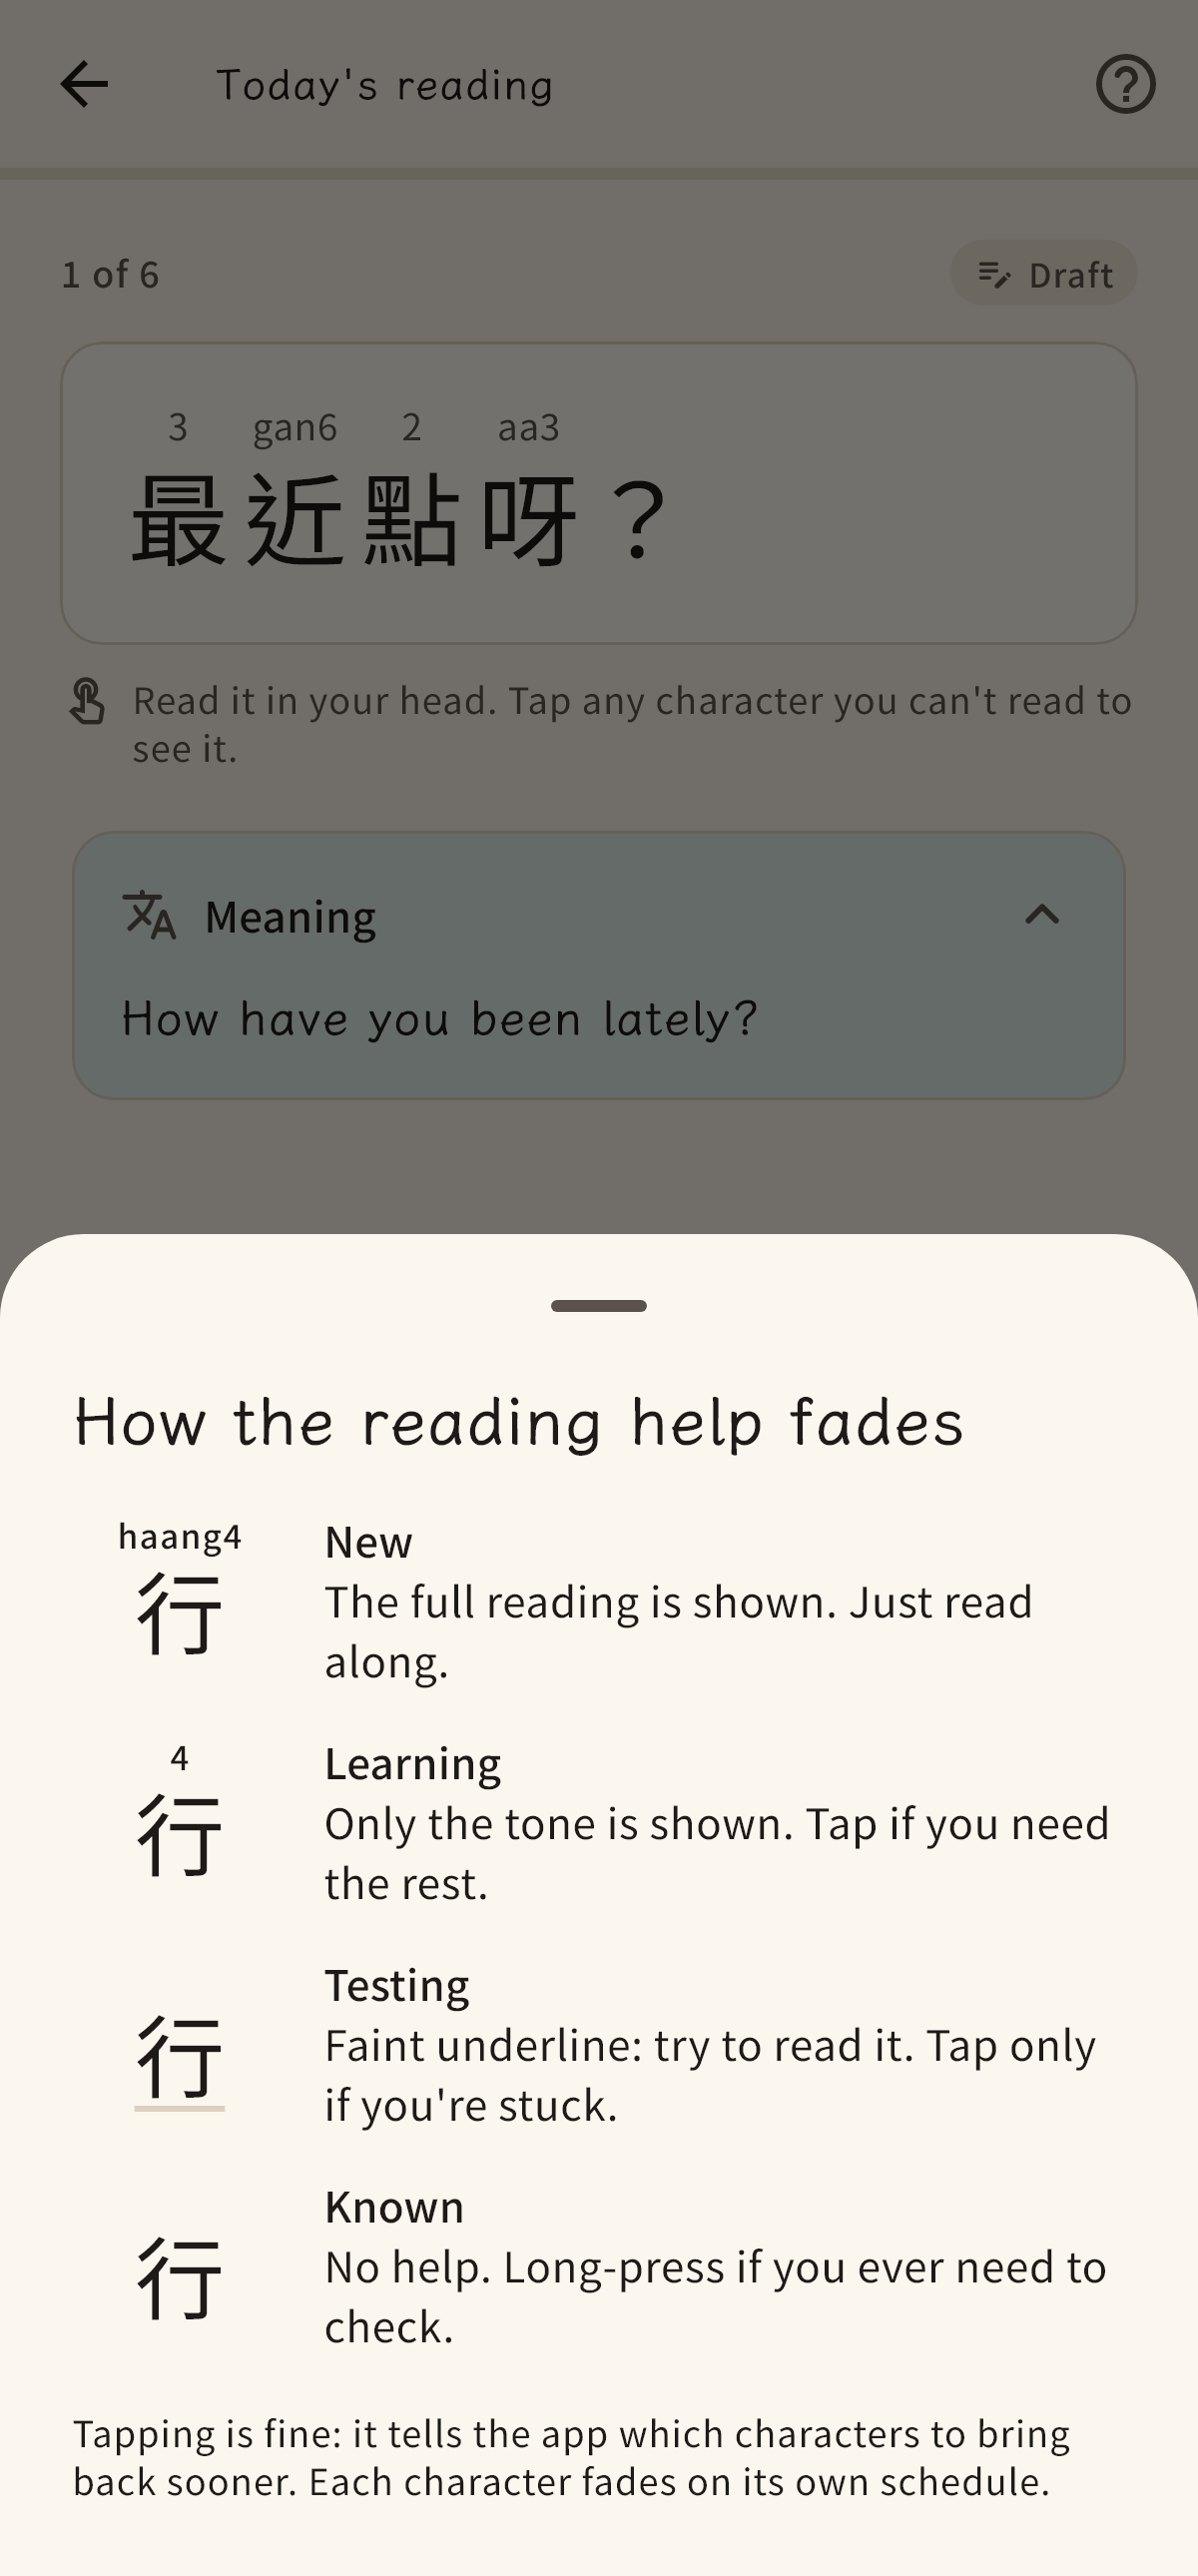 Today's reading
1 of 6
Draft
3 gan6 2 aa3
最近點呀？
Read it in your head. Tap any character you can't read to
see it.
Meaning
How have you been lately?
How the reading help fades
haang4
行
New
The full reading is shown. Just read
along.
4
行
Learning
Only the tone is shown. Tap if you need
the rest.
行
Testing
Faint underline: try to read it. Tap only
if you're stuck.
行
Known
No help. Long-press if you ever need to
check.
Tapping is fine: it tells the app which characters to bring
back sooner. Each character fades on its own schedule.